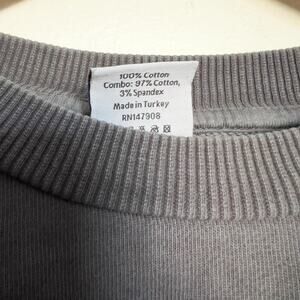 100% Cotton
Combo: 97% Cotton,
3% Spandex
Made in Turkey
RN147908